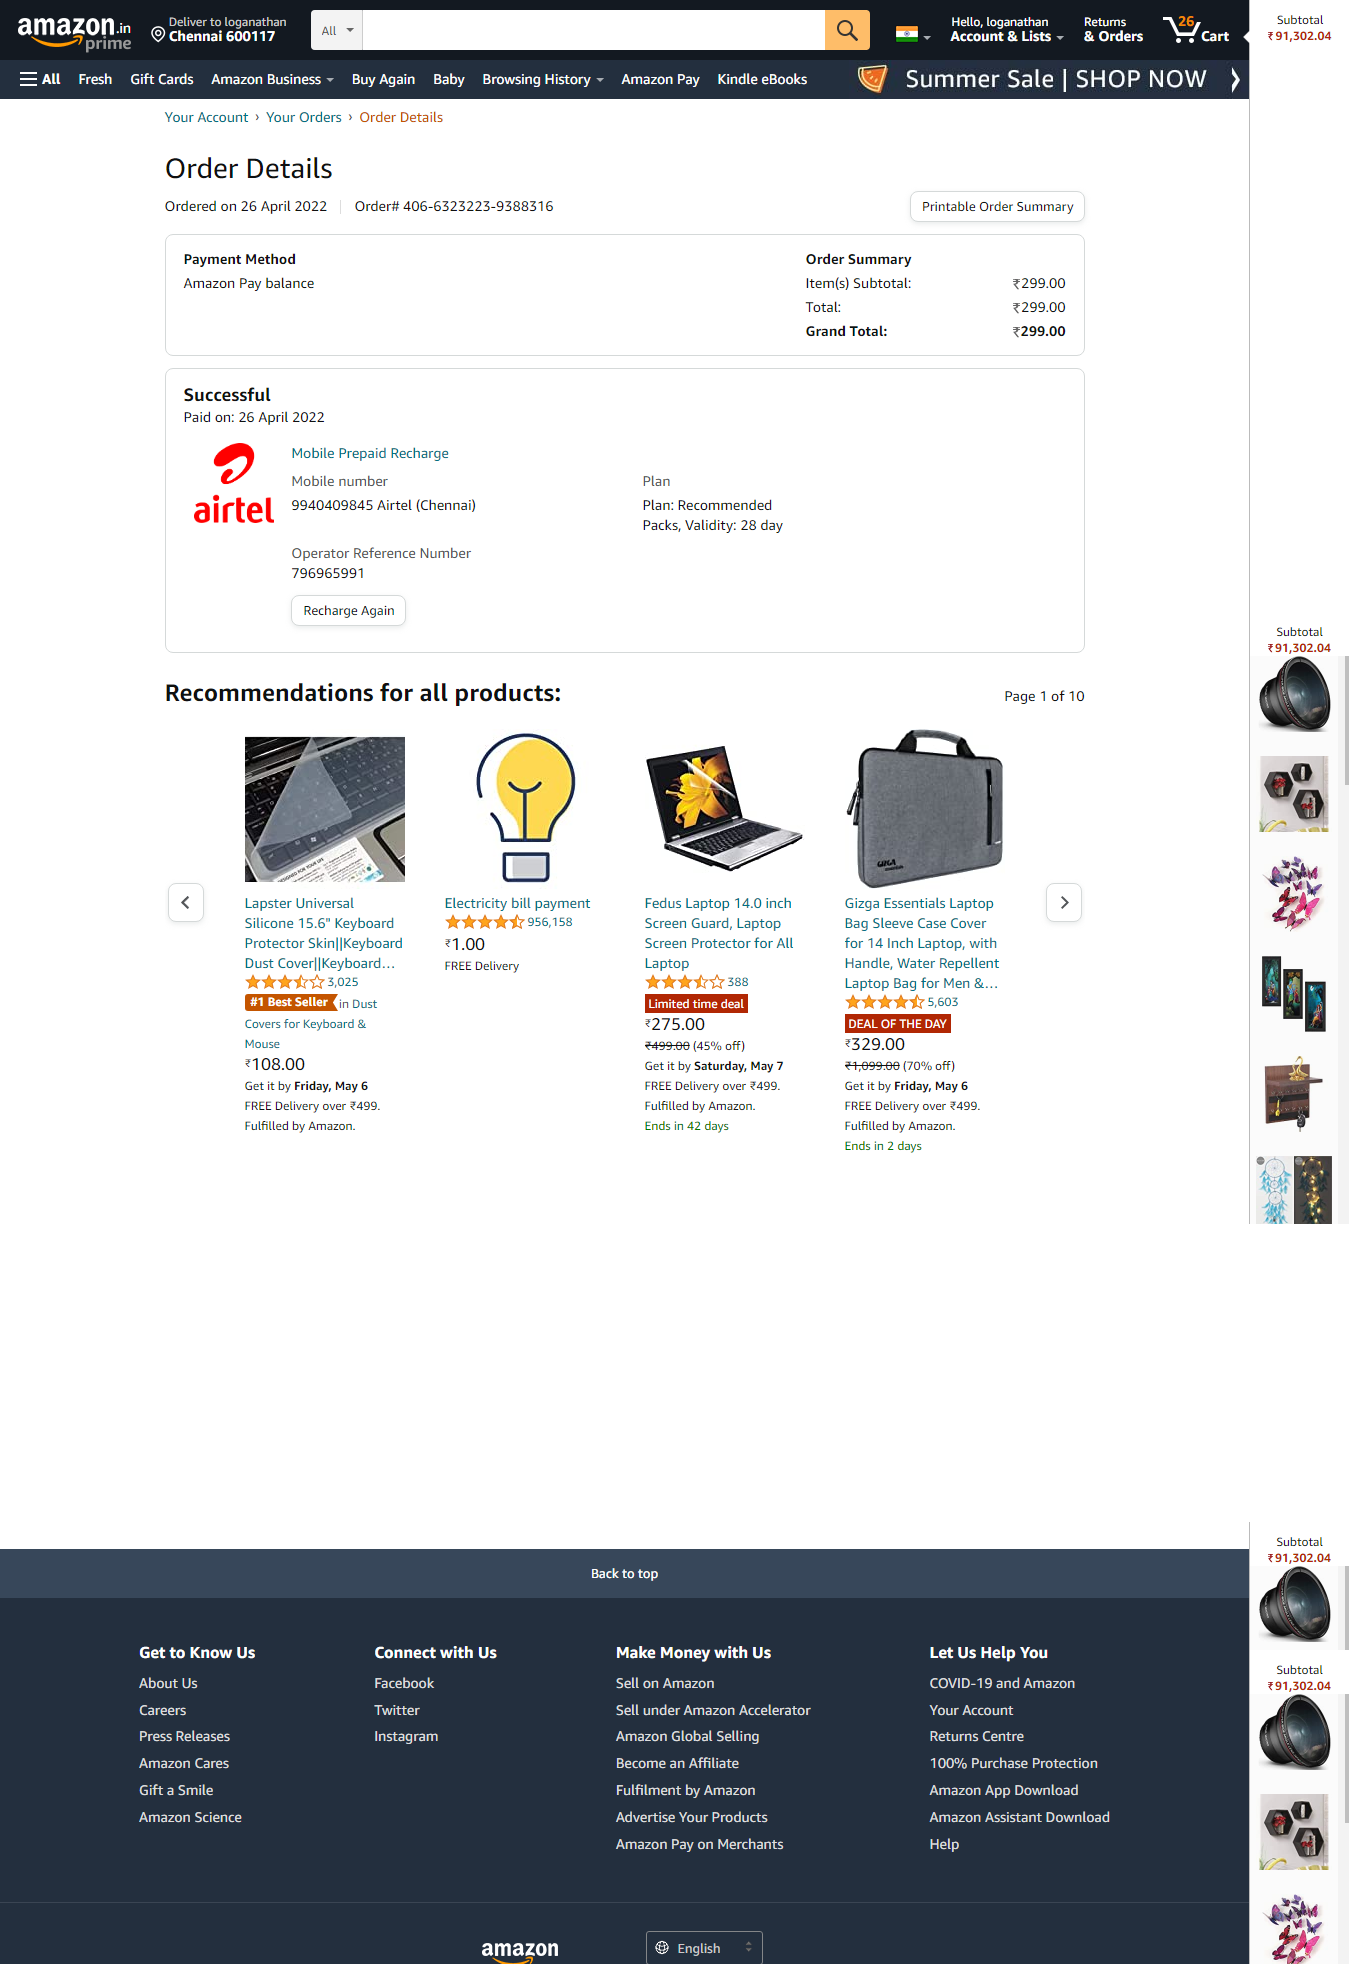 amazon.in
prime
Deliver to loganathan
Chennai 600117
All
Hello, loganathan
Account & Lists
Returns
& Orders
26
Cart
Subtotal
₹91,302.04
All
Fresh
Gift Cards
Amazon Business
Buy Again
Baby
Browsing History
Amazon Pay
Kindle eBooks
Summer Sale | SHOP NOW
Your Account › Your Orders › Order Details
Order Details
Ordered on 26 April 2022
Order# 406-6323223-9388316
Printable Order Summary
Payment Method
Amazon Pay balance
Order Summary
Item(s) Subtotal: ₹299.00
Total: ₹299.00
Grand Total: ₹299.00
Successful
Paid on: 26 April 2022
airtel
Mobile Prepaid Recharge
Mobile number
9940409845 Airtel (Chennai)
Plan
Plan: Recommended
Packs, Validity: 28 day
Operator Reference Number
796965991
Recharge Again
Subtotal
₹91,302.04
Recommendations for all products:
Page 1 of 10
Lapster Universal
Silicone 15.6" Keyboard
Protector Skin||Keyboard
Dust Cover||Keyboard...
3,025
#1 Best Seller in Dust
Covers for Keyboard &
Mouse
₹108.00
Get it by Friday, May 6
FREE Delivery over ₹499.
Fulfilled by Amazon.
Electricity bill payment
956,158
₹1.00
FREE Delivery
Fedus Laptop 14.0 inch
Screen Guard, Laptop
Screen Protector for All
Laptop
388
Limited time deal
₹275.00
₹499.00 (45% off)
Get it by Saturday, May 7
FREE Delivery over ₹499.
Fulfilled by Amazon.
Ends in 42 days
GIGA
Gizga Essentials Laptop
Bag Sleeve Case Cover
for 14 Inch Laptop, with
Handle, Water Repellent
Laptop Bag for Men &...
5,603
DEAL OF THE DAY
₹329.00
₹1,099.00 (70% off)
Get it by Friday, May 6
FREE Delivery over ₹499.
Fulfilled by Amazon.
Ends in 2 days
Subtotal
₹91,302.04
Back to top
Get to Know Us
About Us
Careers
Press Releases
Amazon Cares
Gift a Smile
Amazon Science
Connect with Us
Facebook
Twitter
Instagram
Make Money with Us
Sell on Amazon
Sell under Amazon Accelerator
Amazon Global Selling
Become an Affiliate
Fulfilment by Amazon
Advertise Your Products
Amazon Pay on Merchants
Let Us Help You
COVID-19 and Amazon
Your Account
Returns Centre
100% Purchase Protection
Amazon App Download
Amazon Assistant Download
Help
Subtotal
₹91,302.04
amazon
English